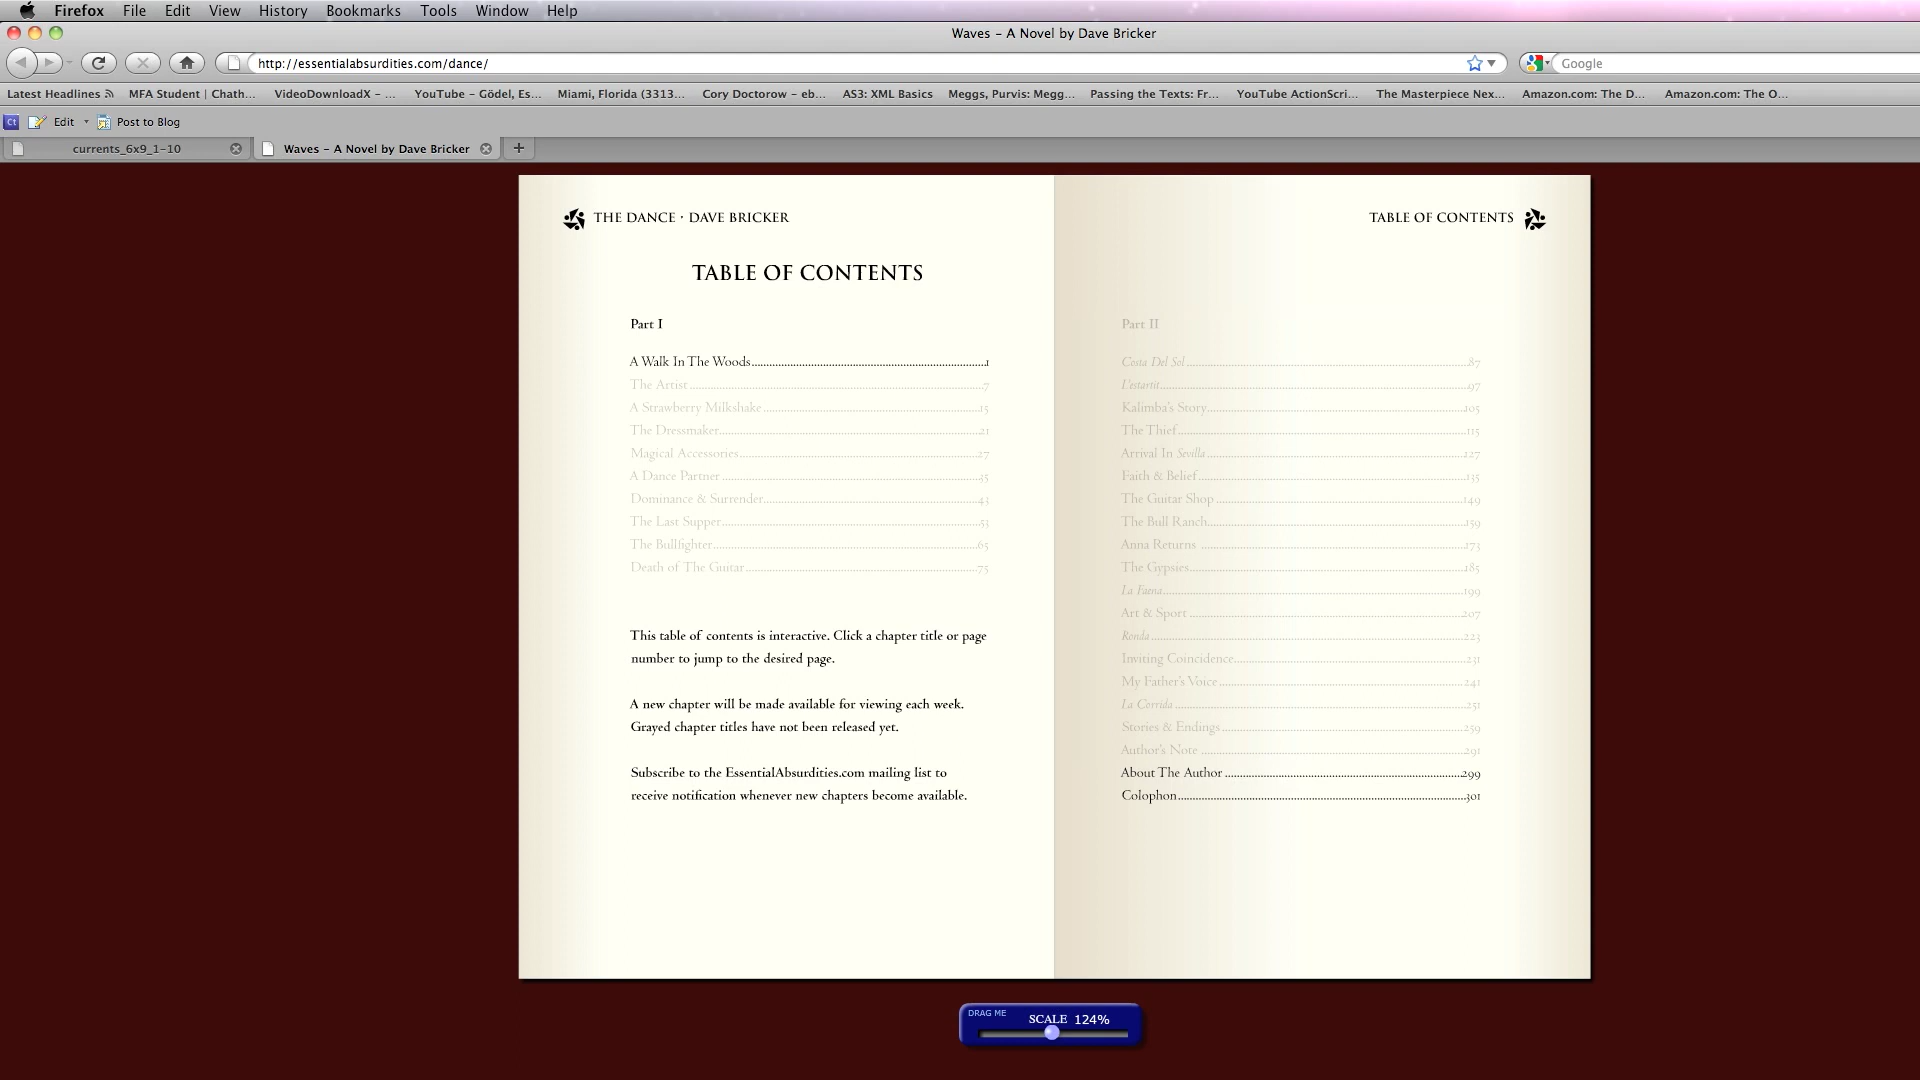 Firefox File Edit View History Bookmarks Tools Window Help
Waves – A Novel by Dave Bricker
http://essentialabsurdities.com/dance/
Google
Latest Headlines MFA Student | Chath... VideoDownloadX – ... YouTube – Gödel, Es... Miami, Florida (3313... Cory Doctorow – eb... AS3: XML Basics Meggs, Purvis: Megg... Passing the Texts: Fr... YouTube ActionScri... The Masterpiece Nex... Amazon.com: The D... Amazon.com: The O...
Ct Edit Post to Blog
currents_6x9_1–10 Waves – A Novel by Dave Bricker
THE DANCE · DAVE BRICKER
TABLE OF CONTENTS
Part I
A Walk In The Woods 1
The Artist 7
A Strawberry Milkshake 15
The Dressmaker 21
Magical Accessories 27
A Dance Partner 35
Dominance & Surrender 43
The Last Supper 53
The Bullfighter 65
Death of The Guitar 75
This table of contents is interactive. Click a chapter title or page
number to jump to the desired page.
A new chapter will be made available for viewing each week.
Grayed chapter titles have not been released yet.
Subscribe to the EssentialAbsurdities.com mailing list to
receive notification whenever new chapters become available.
TABLE OF CONTENTS
Part II
Costa Del Sol 87
L'estartit 97
Kalimba's Story 105
The Thief 115
Arrival In Sevilla 127
Faith & Belief 135
The Guitar Shop 149
The Bull Ranch 159
Anna Returns 173
The Gypsies 185
La Faena 199
Art & Sport 207
Ronda 223
Inviting Coincidence 231
My Father's Voice 241
La Corrida 251
Stories & Endings 259
Author's Note 291
About The Author 299
Colophon 301
DRAG ME SCALE 124%